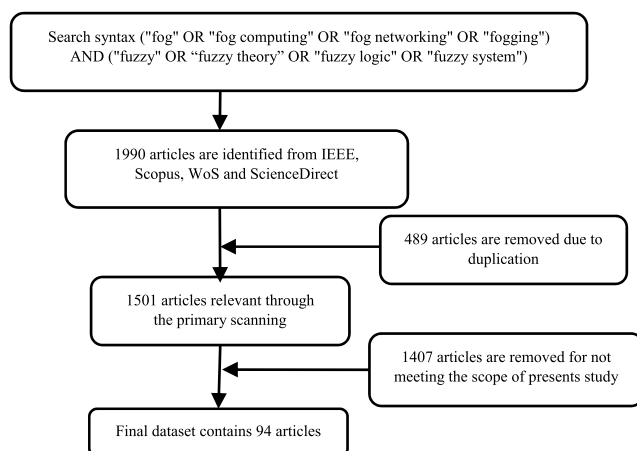 Search syntax ("fog" OR "fog computing" OR "fog networking" OR "fogging")
AND ("fuzzy" OR “fuzzy theory” OR "fuzzy logic" OR "fuzzy system")
1990 articles are identified from IEEE,
Scopus, WoS and ScienceDirect
489 articles are removed due to
duplication
1501 articles relevant through
the primary scanning
1407 articles are removed for not
meeting the scope of presents study
Final dataset contains 94 articles